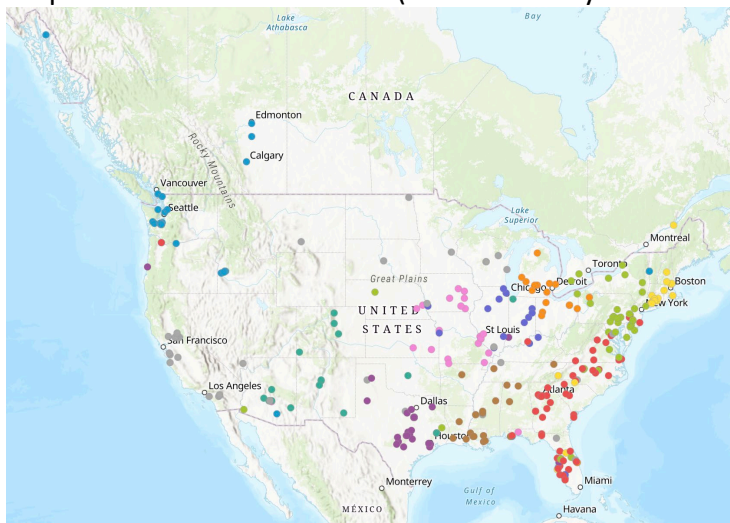 Lake
Athabasca
Bay
CANADA
Edmonton
Calgary
Rocky Mountains
Vancouver
Seattle
Lake
Superior
Montreal
Toronto
Great Plains
Chicago
Detroit
Boston
New York
UNITED
STATES
St Louis
San Francisco
Los Angeles
Atlanta
Dallas
Houston
Monterrey
Gulf of
Mexico
Miami
MÉXICO
Havana